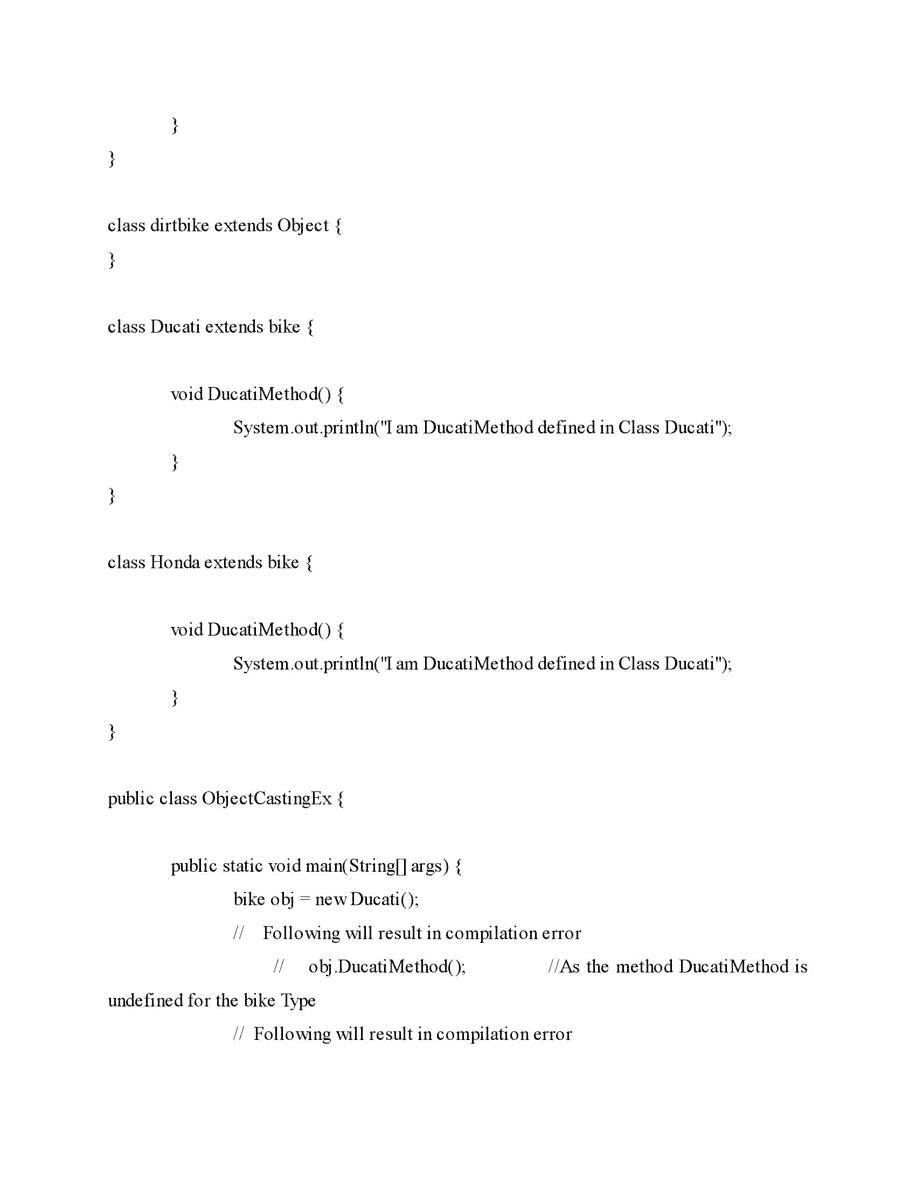 }
}
class dirtbike extends Object {
}
class Ducati extends bike {
void DucatiMethod() {
System.out.println("I am DucatiMethod defined in Class Ducati");
}
}
class Honda extends bike {
void DucatiMethod() {
System.out.println("I am DucatiMethod defined in Class Ducati");
}
}
public class ObjectCastingEx {
public static void main(String[] args) {
bike obj = new Ducati();
// Following will result in compilation error
// obj.DucatiMethod(); //As the method DucatiMethod is
undefined for the bike Type
// Following will result in compilation error